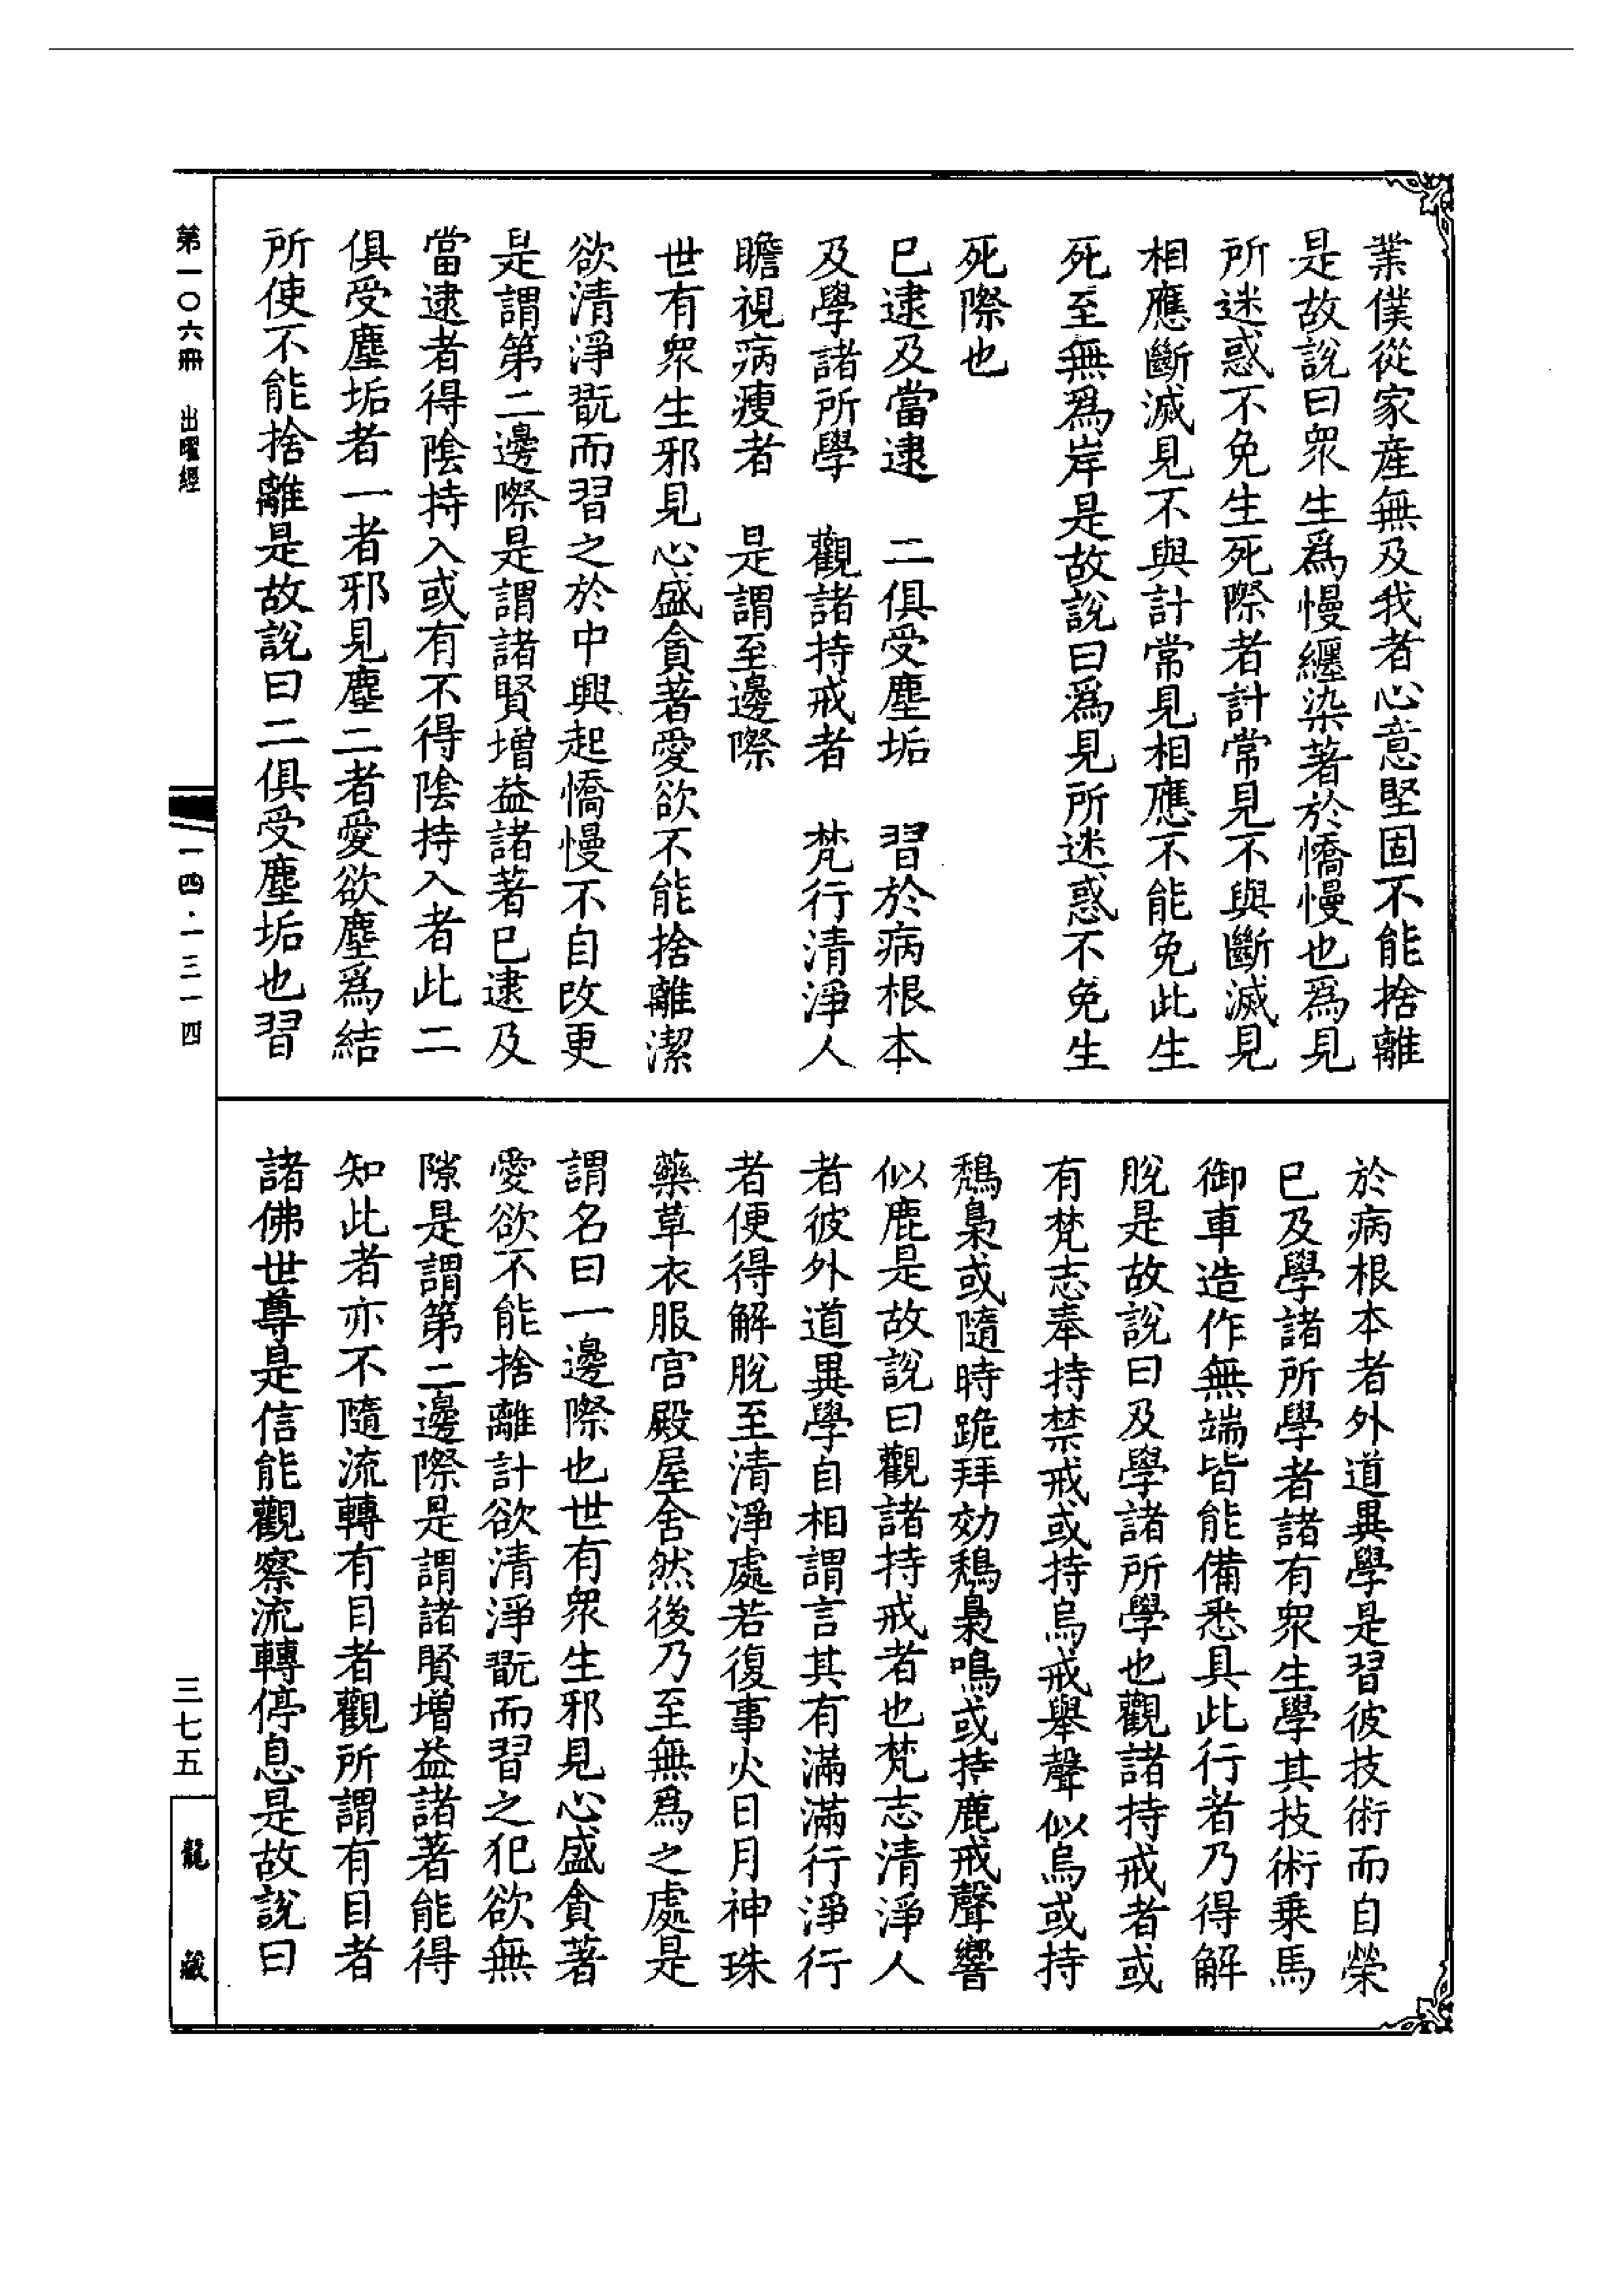 業僕從家産無及我者心意堅固不能捨離
是故說曰衆生爲慢纏染著於憍慢也爲見
所迷惑不免生死際者計常見不與斷滅見
相應斷滅見不與計常見相應不能免此生
死至無爲岸是故說曰爲見所迷惑不免生
死際也
已逮及當逮　二俱受塵垢　習於病根本
及學諸所學　觀諸持戒者　梵行清淨人
瞻視病瘦者　是謂至邊際
世有衆生邪見心盛貪著愛欲不能捨離潔
欲清淨翫而習之於中興起憍慢不自改更
是謂第二邊際是謂諸賢增益諸著已逮及
當逮者得陰持入或有不得陰持入者此二
俱受塵垢者一者邪見塵二者愛欲塵爲結
所使不能捨離是故說曰二俱受塵垢也習
於病根本者外道異學是習彼技術而自榮
已及學諸所學者諸有衆生學其技術乗馬
御車造作無端皆能備悉具此行者乃得解
脫是故說曰及學諸所學也觀諸持戒者或
有梵志奉持禁戒或持烏戒舉聲似烏或持
鵄梟或隨時跪拜効鵄梟鳴或持鹿戒聲響
似鹿是故說曰觀諸持戒者也梵志清淨人
者彼外道異學自相謂言其有滿滿行淨行
者便得解脫至清淨處若復事火日月神珠
藥草衣服宮殿屋舍然後乃至無爲之處是
謂名曰一邊際也世有衆生邪見心盛貪著
愛欲不能捨離計欲清淨翫而習之犯欲無
隙是謂第二邊際是謂諸賢增益諸著能得
知此者亦不隨流轉有目者觀所謂有目者
諸佛世尊是信能觀察流轉停息是故說曰
第一〇六冊　出曜經
一四·一三一四
三七五
龍藏